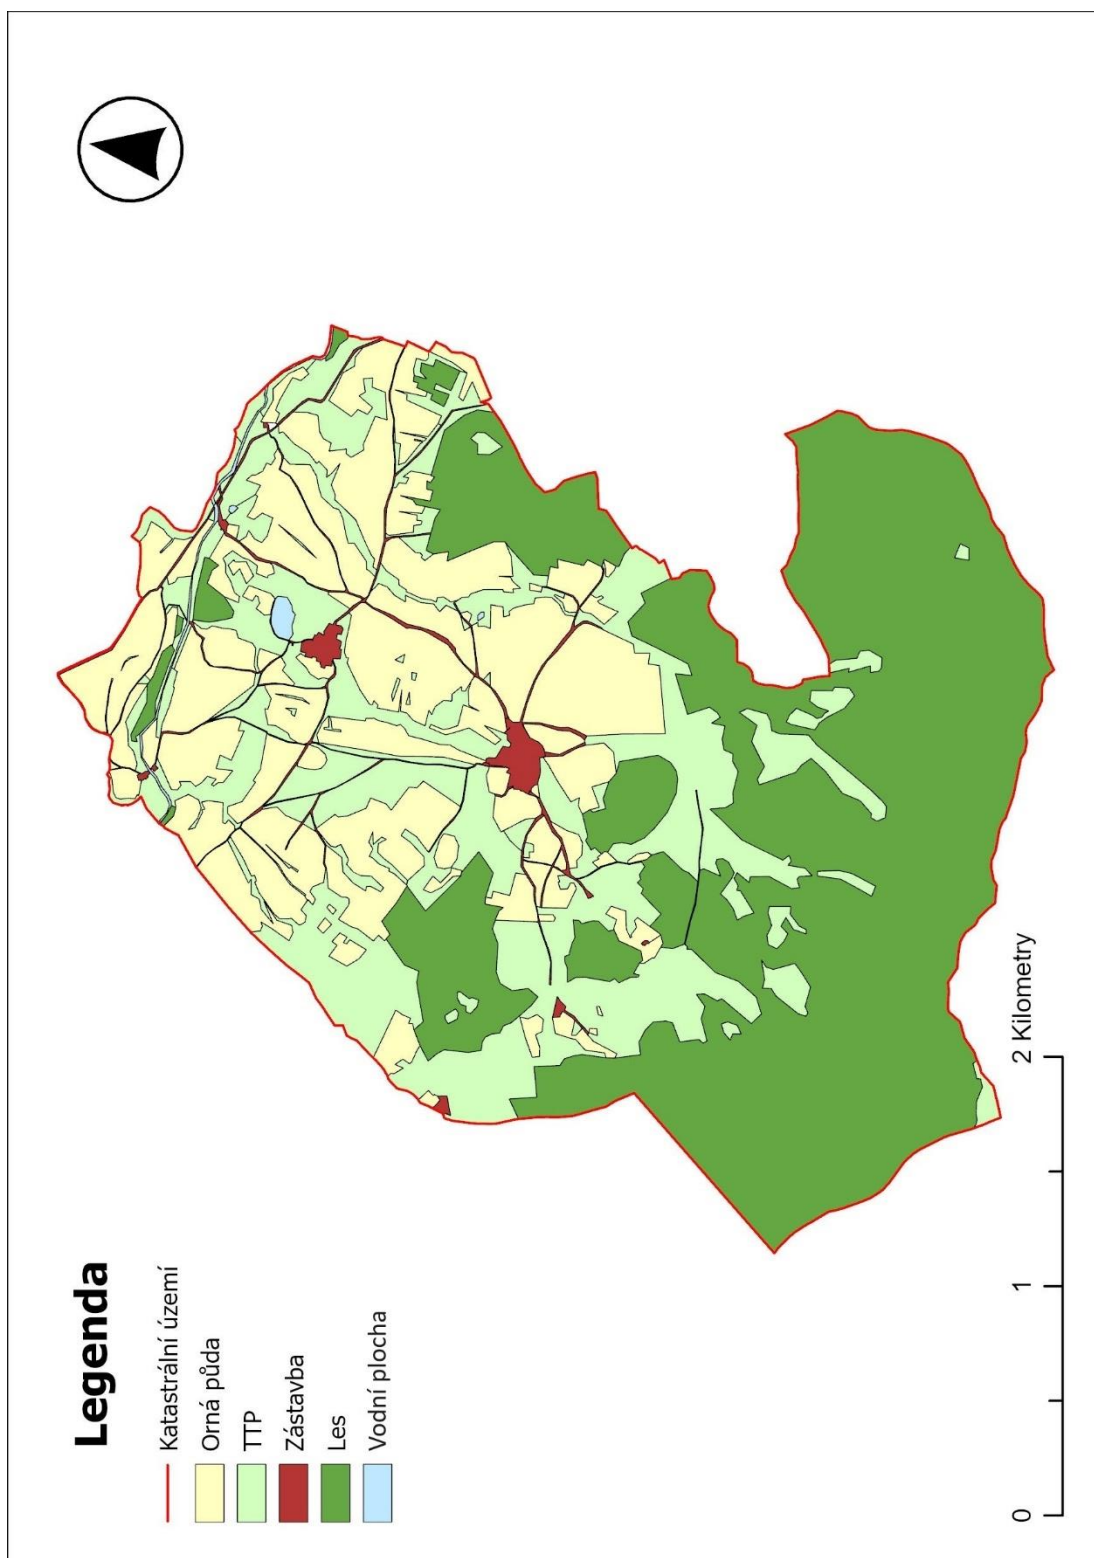 Legenda
Katastrální území
Orná půda
TTP
Zástavba
Les
Vodní plocha
0
1
2 Kilometry